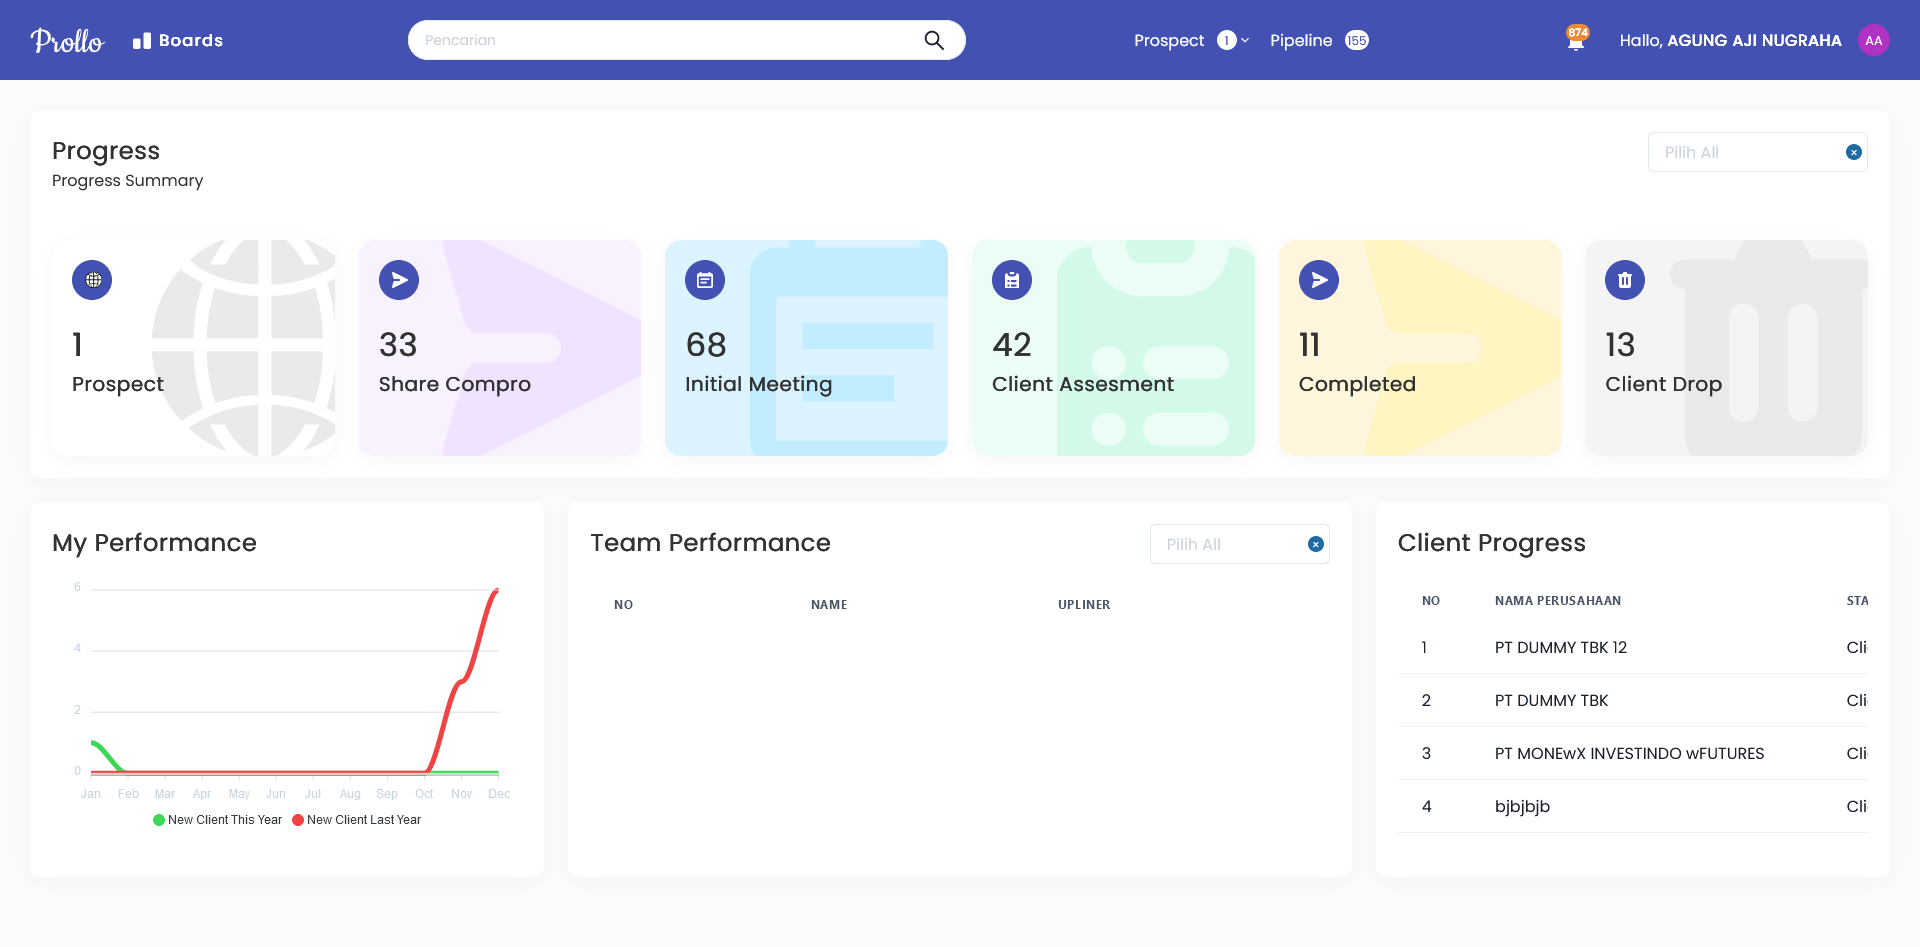 Prollo
Boards
Pencarian
Prospect 1
Pipeline 155
874
Hallo, AGUNG AJI NUGRAHA
AA
Progress
Progress Summary
Pilih All
1
Prospect
33
Share Compro
68
Initial Meeting
42
Client Assesment
11
Completed
13
Client Drop
My Performance
6
4
2
0
Jan Feb Mar Apr May Jun Jul Aug Sep Oct Nov Dec
New Client This Year New Client Last Year
Team Performance
Pilih All
NO NAME UPLINER
Client Progress
NO NAMA PERUSAHAAN STA
1 PT DUMMY TBK 12 Cli
2 PT DUMMY TBK Cli
3 PT MONEwX INVESTINDO wFUTURES Cli
4 bjbjbjb Cli